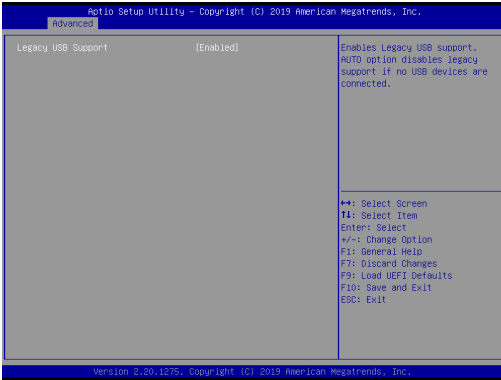 Aptio Setup Utility – Copyright (C) 2019 American Megatrends, Inc.
Advanced
Legacy USB Support [Enabled]
Enables Legacy USB support.
AUTO option disables legacy
support if no USB devices are
connected.
↔: Select Screen
↑↓: Select Item
Enter: Select
+/-: Change Option
F1: General Help
F7: Discard Changes
F9: Load UEFI Defaults
F10: Save and Exit
ESC: Exit
Version 2.20.1275. Copyright (C) 2019 American Megatrends, Inc.